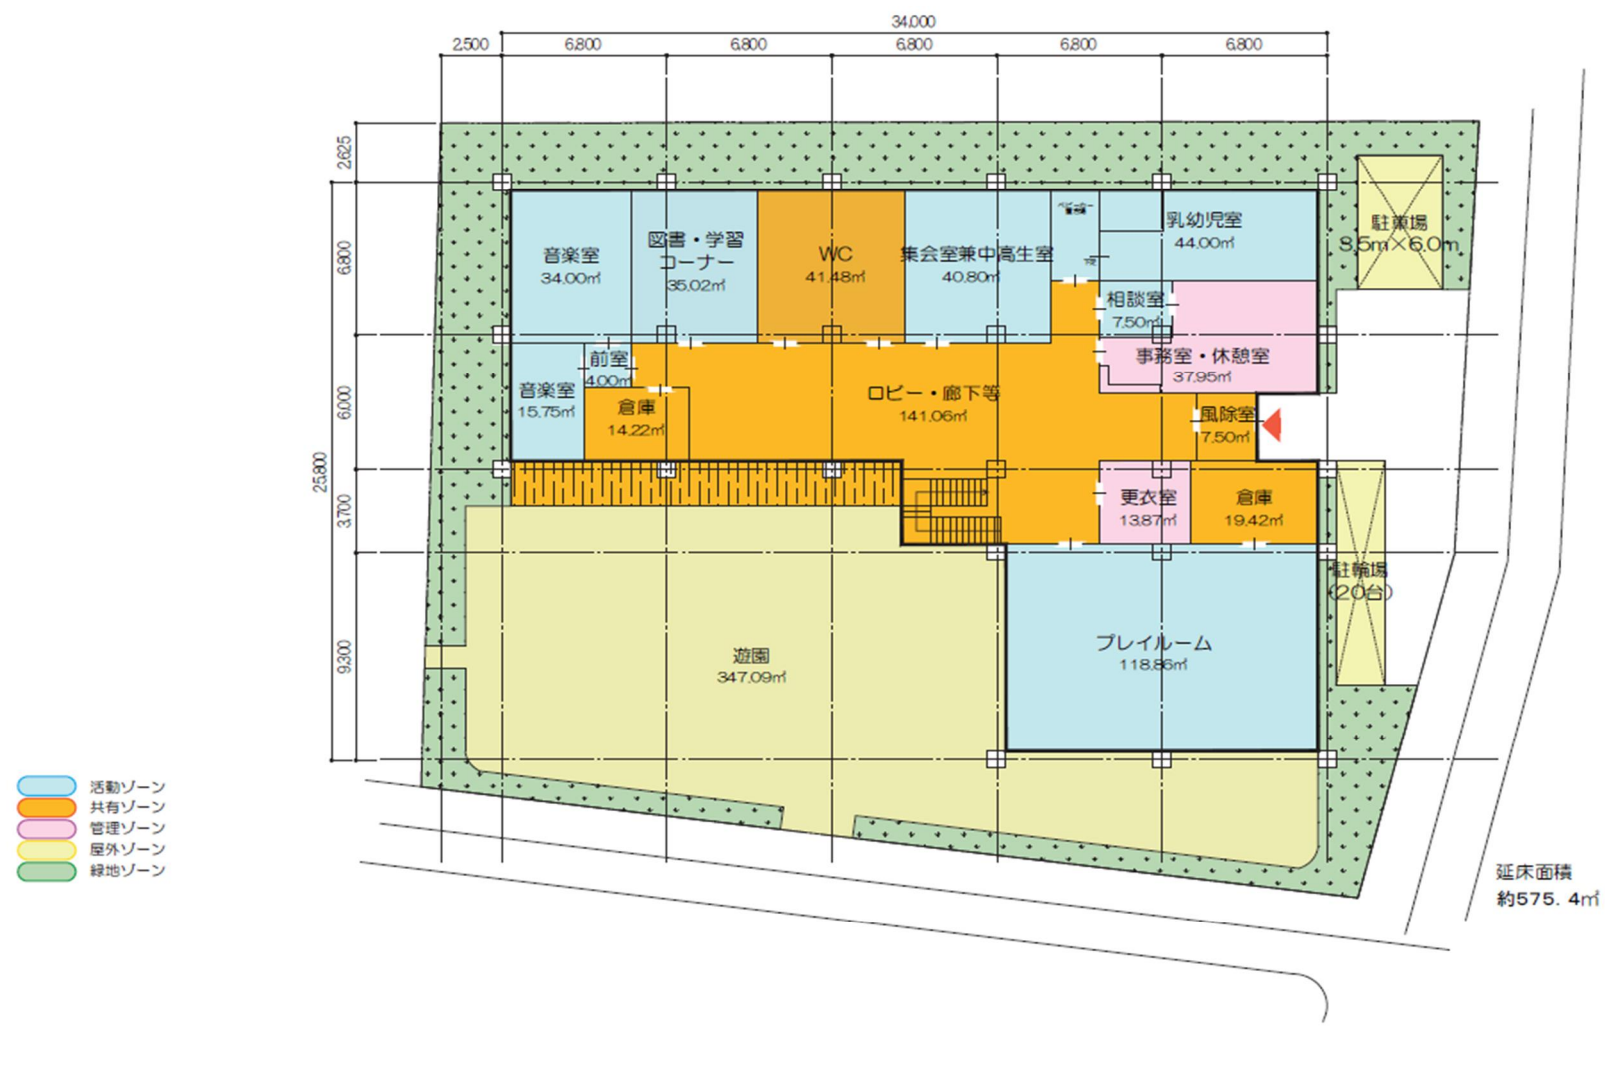 34.000
2.500
6.800
6.800
6.800
6.800
6.800
2.625
6.800
6.000
25.800
3.700
9.300
音楽室
34.00㎡
図書・学習
コーナー
35.02㎡
WC
41.48㎡
集会室兼中高生室
40.80㎡
乳幼児室
44.00㎡
駐車場
3.5m×6.0m
相談室
7.50㎡
事務室・休憩室
37.95㎡
前室
4.00㎡
音楽室
15.75㎡
倉庫
14.22㎡
ロビー・廊下等
141.06㎡
風除室
7.50㎡
更衣室
13.87㎡
倉庫
19.42㎡
駐輪場
(20台)
プレイルーム
118.86㎡
遊園
347.09㎡
活動ゾーン
共有ゾーン
管理ゾーン
屋外ゾーン
緑地ゾーン
延床面積
約575.4㎡